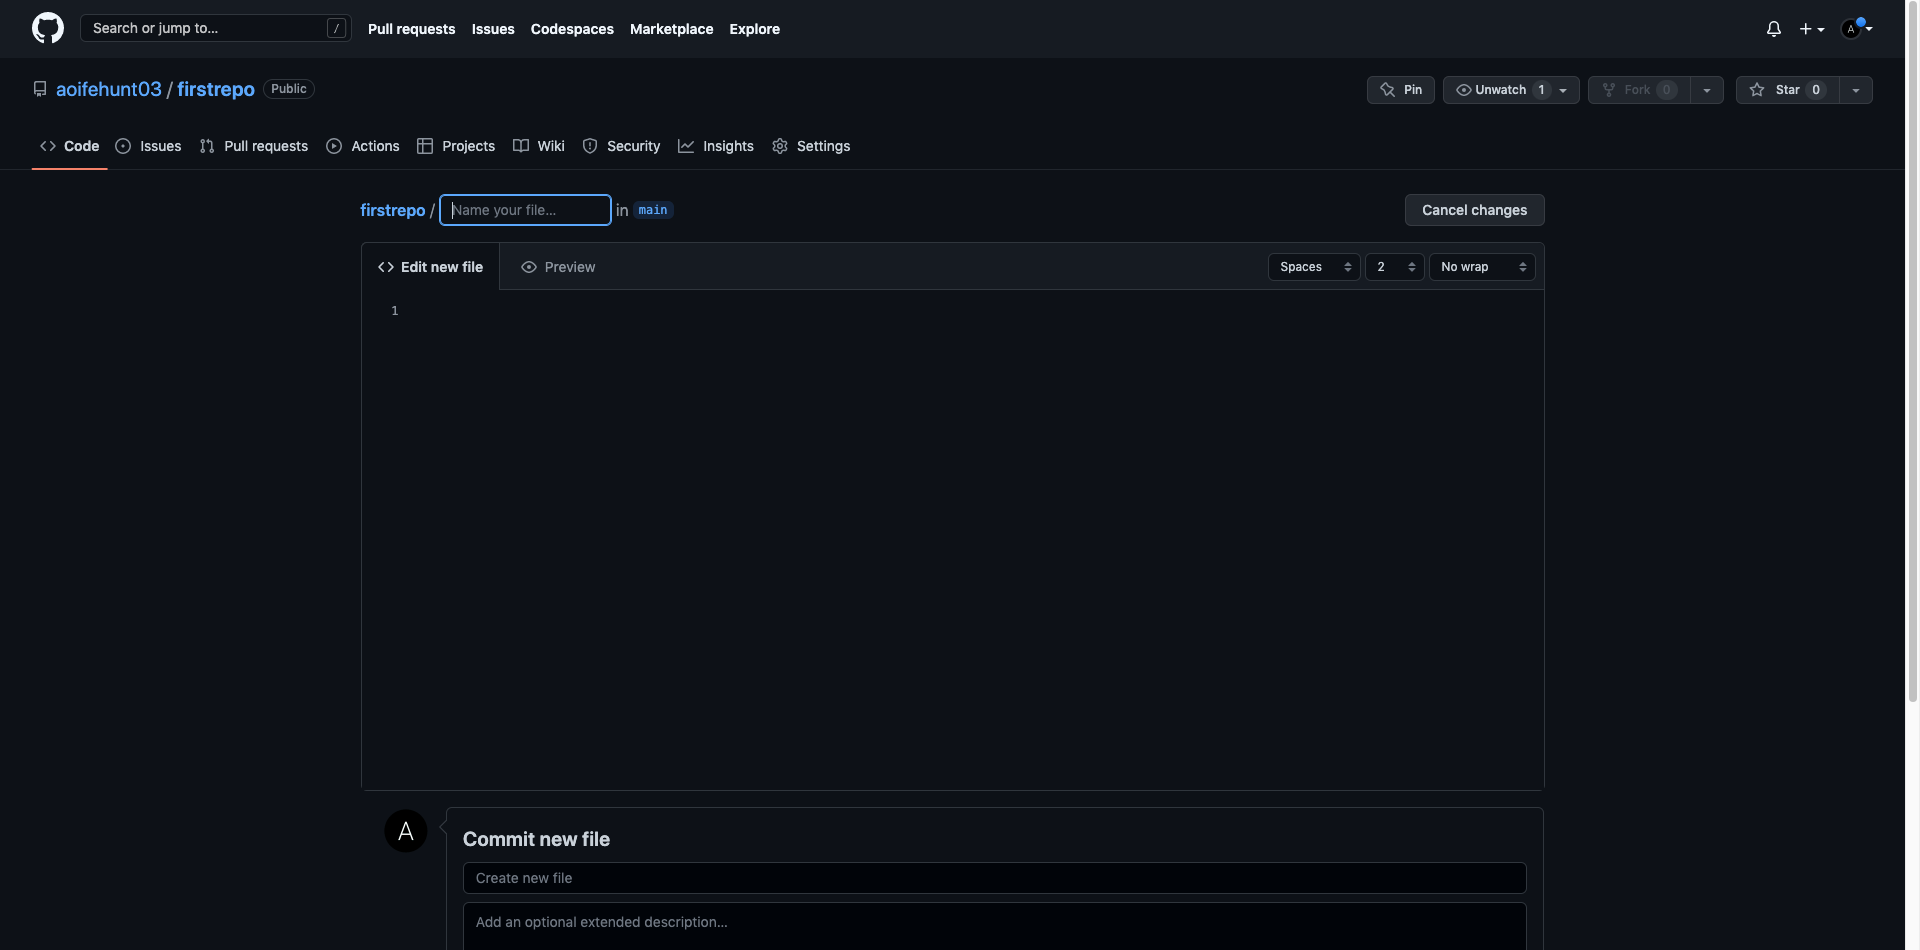 Search or jump to... / Pull requests Issues Codespaces Marketplace Explore A
aoifehunt03 / firstrepo Public Pin Unwatch 1 Fork 0 Star 0
Code Issues Pull requests Actions Projects Wiki Security Insights Settings
firstrepo / Name your file... in main Cancel changes
Edit new file Preview Spaces 2 No wrap
1
A
Commit new file
Create new file
Add an optional extended description...